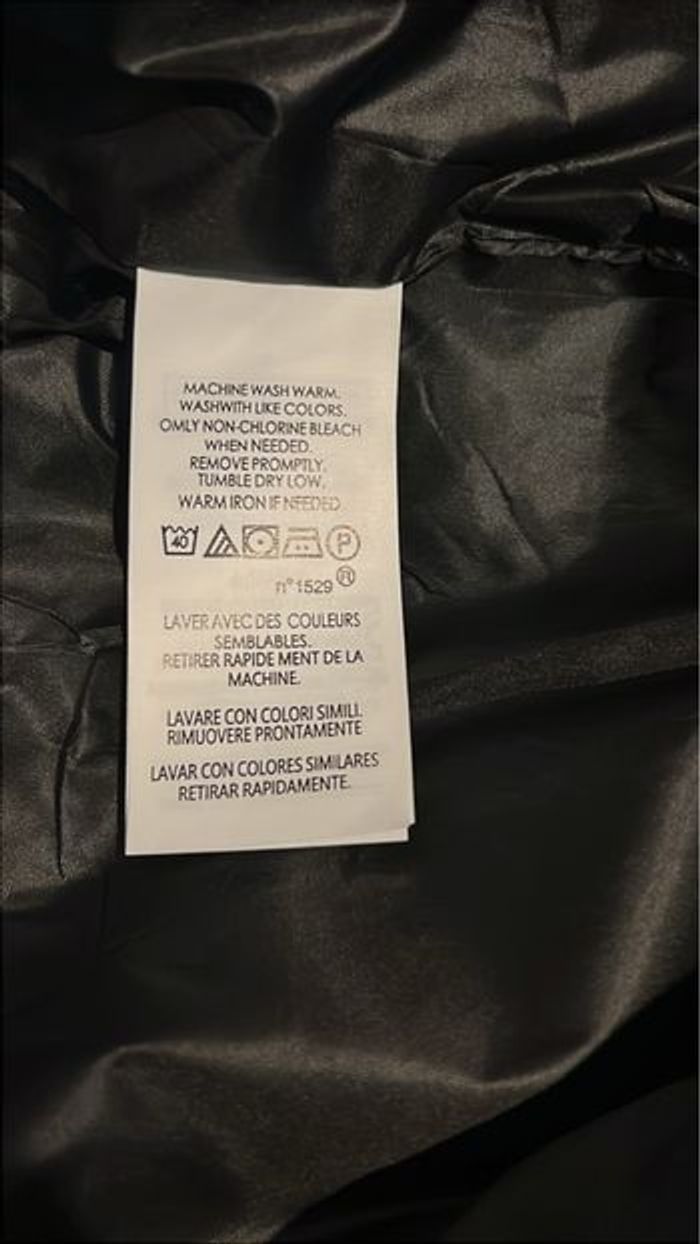 MACHINE WASH WARM.
WASHWITH LIKE COLORS.
OMLY NON-CHLORINE BLEACH
WHEN NEEDED.
REMOVE PROMPTLY.
TUMBLE DRY LOW.
WARM IRON IF NEEDED
40 P
n°1529 ®
LAVER AVEC DES COULEURS
SEMBLABLES.
RETIRER RAPIDE MENT DE LA
MACHINE.
LAVARE CON COLORI SIMILI.
RIMUOVERE PRONTAMENTE
LAVAR CON COLORES SIMILARES
RETIRAR RAPIDAMENTE.